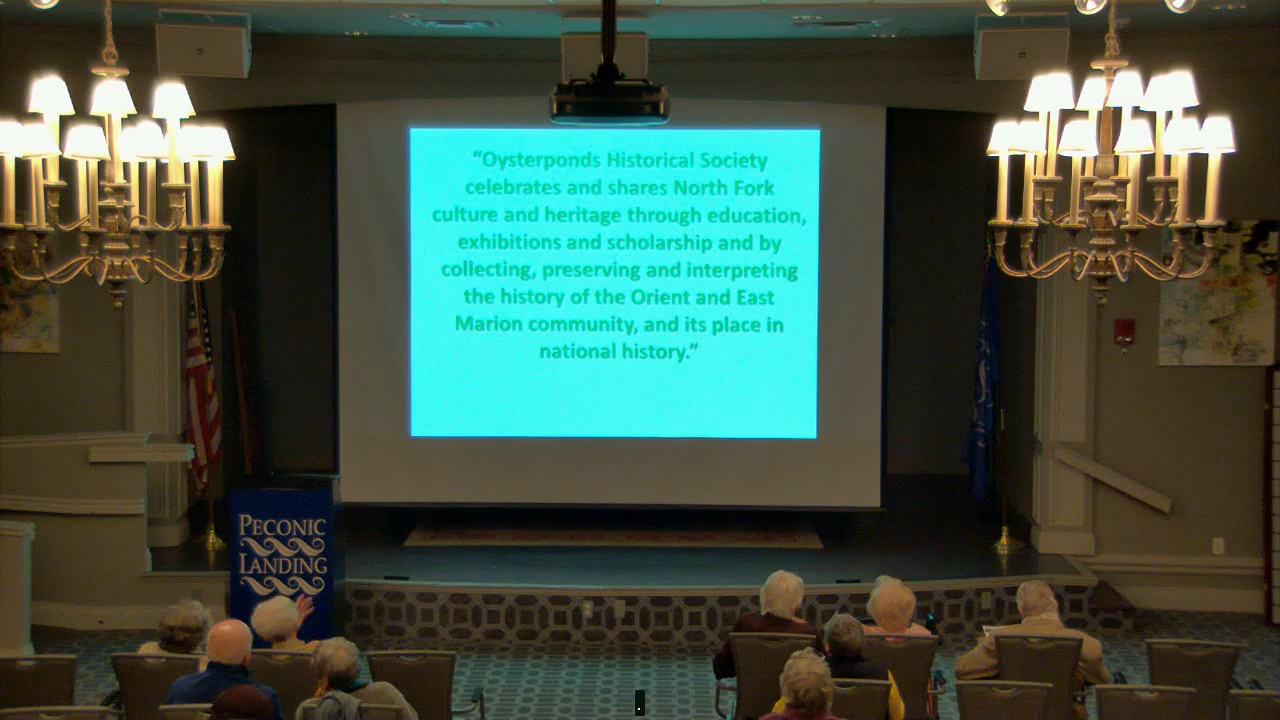 “Oysterponds Historical Society
celebrates and shares North Fork
culture and heritage through education,
exhibitions and scholarship and by
collecting, preserving and interpreting
the history of the Orient and East
Marion community, and its place in
national history.”
PECONIC
LANDING